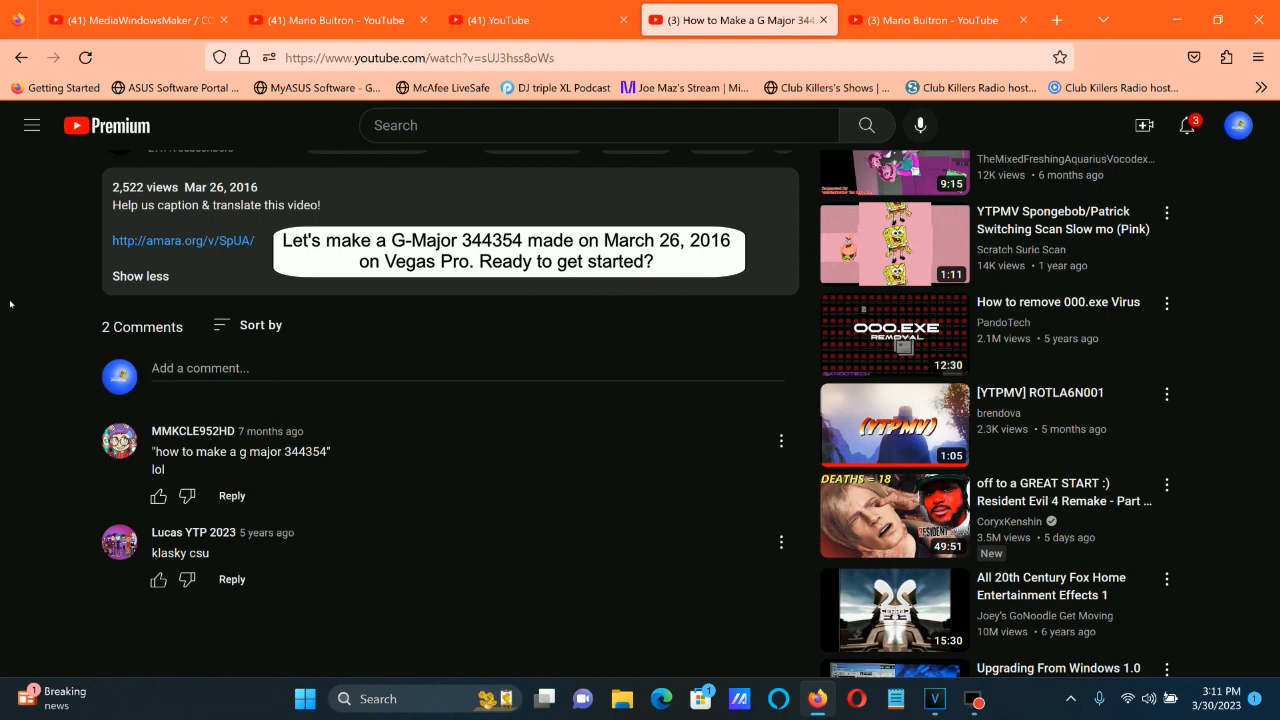 (41) MediaWindowsMaker / CO
(41) Mario Buitron - YouTube
(41) YouTube
(3) How to Make a G Major 344
(3) Mario Buitron - YouTube
https://www.youtube.com/watch?v=sUJ3hss8oWs
Getting Started
ASUS Software Portal ...
MyASUS Software - G...
McAfee LiveSafe
DJ triple XL Podcast
Joe Maz's Stream | Mi...
Club Killers's Shows | ...
Club Killers Radio host...
Club Killers Radio host...
Premium
Search
3
2,522 views Mar 26, 2016
Help us caption & translate this video!
http://amara.org/v/SpUA/
Show less
Let's make a G-Major 344354 made on March 26, 2016
on Vegas Pro. Ready to get started?
2 Comments
Sort by
Add a comment...
MMKCLE952HD 7 months ago
"how to make a g major 344354"
lol
Reply
Lucas YTP 2023 5 years ago
klasky csu
Reply
9:15
TheMixedFreshingAquariusVocodex...
12K views • 6 months ago
1:11
YTPMV Spongebob/Patrick
Switching Scan Slow mo (Pink)
Scratch Suric Scan
14K views • 1 year ago
000.EXE
REMOVAL
PANDOTECH
12:30
How to remove 000.exe Virus
PandoTech
2.1M views • 5 years ago
(YTPMV)
1:05
[YTPMV] ROTLA6N001
brendova
2.3K views • 5 months ago
DEATHS = 18
RESIDENT
49:51
off to a GREAT START :)
Resident Evil 4 Remake - Part ...
CoryxKenshin
3.5M views • 5 days ago
New
15:30
All 20th Century Fox Home
Entertainment Effects 1
Joey's GoNoodle Get Moving
10M views • 6 years ago
Upgrading From Windows 1.0
1
Breaking
news
Search
1
V
3:11 PM
3/30/2023
1